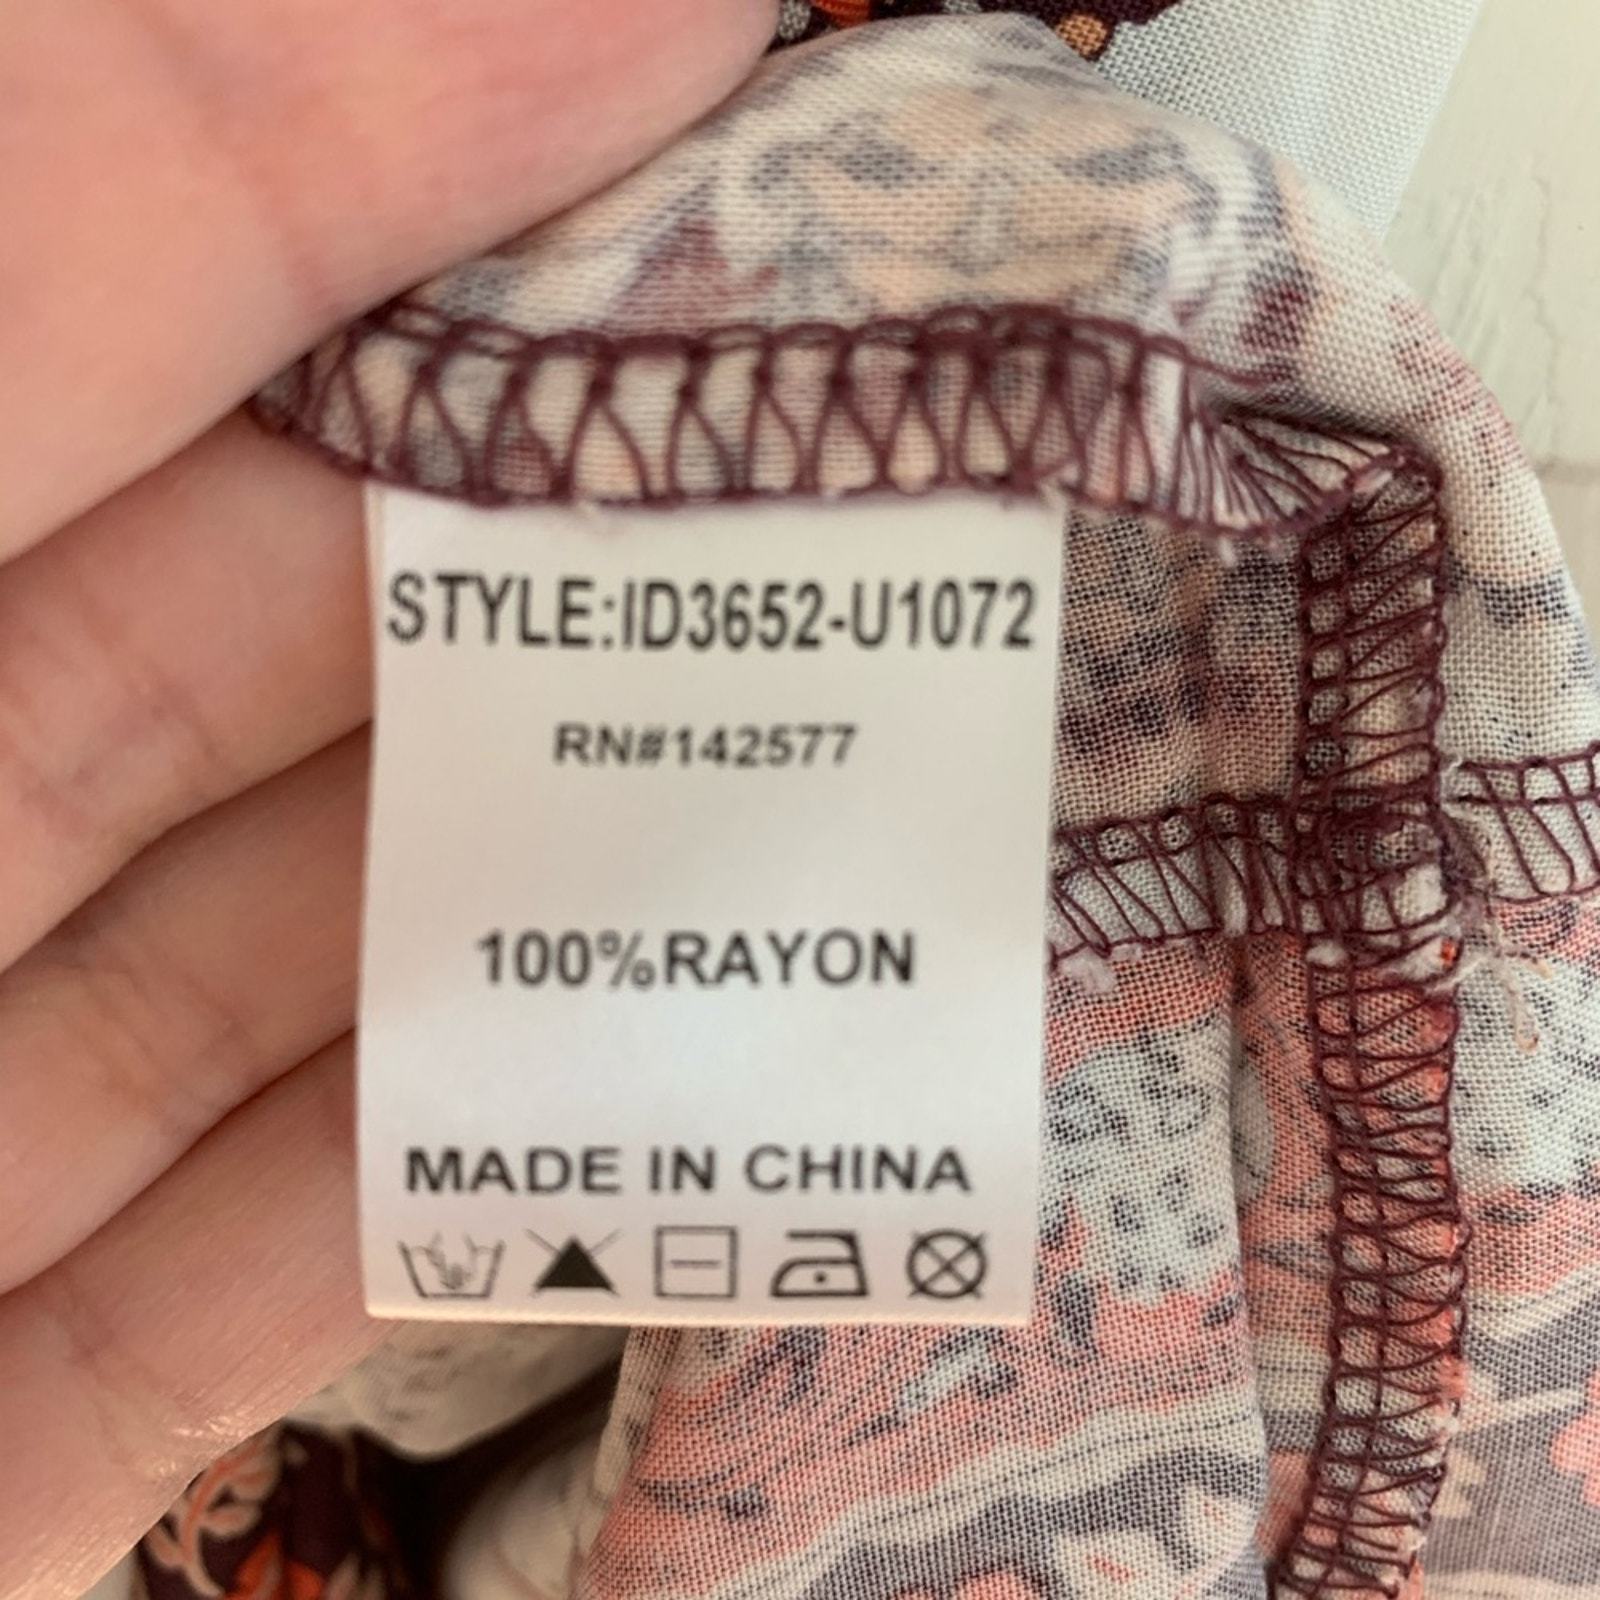 STYLE:ID3652-U1072
RN#142577
100%RAYON
MADE IN CHINA